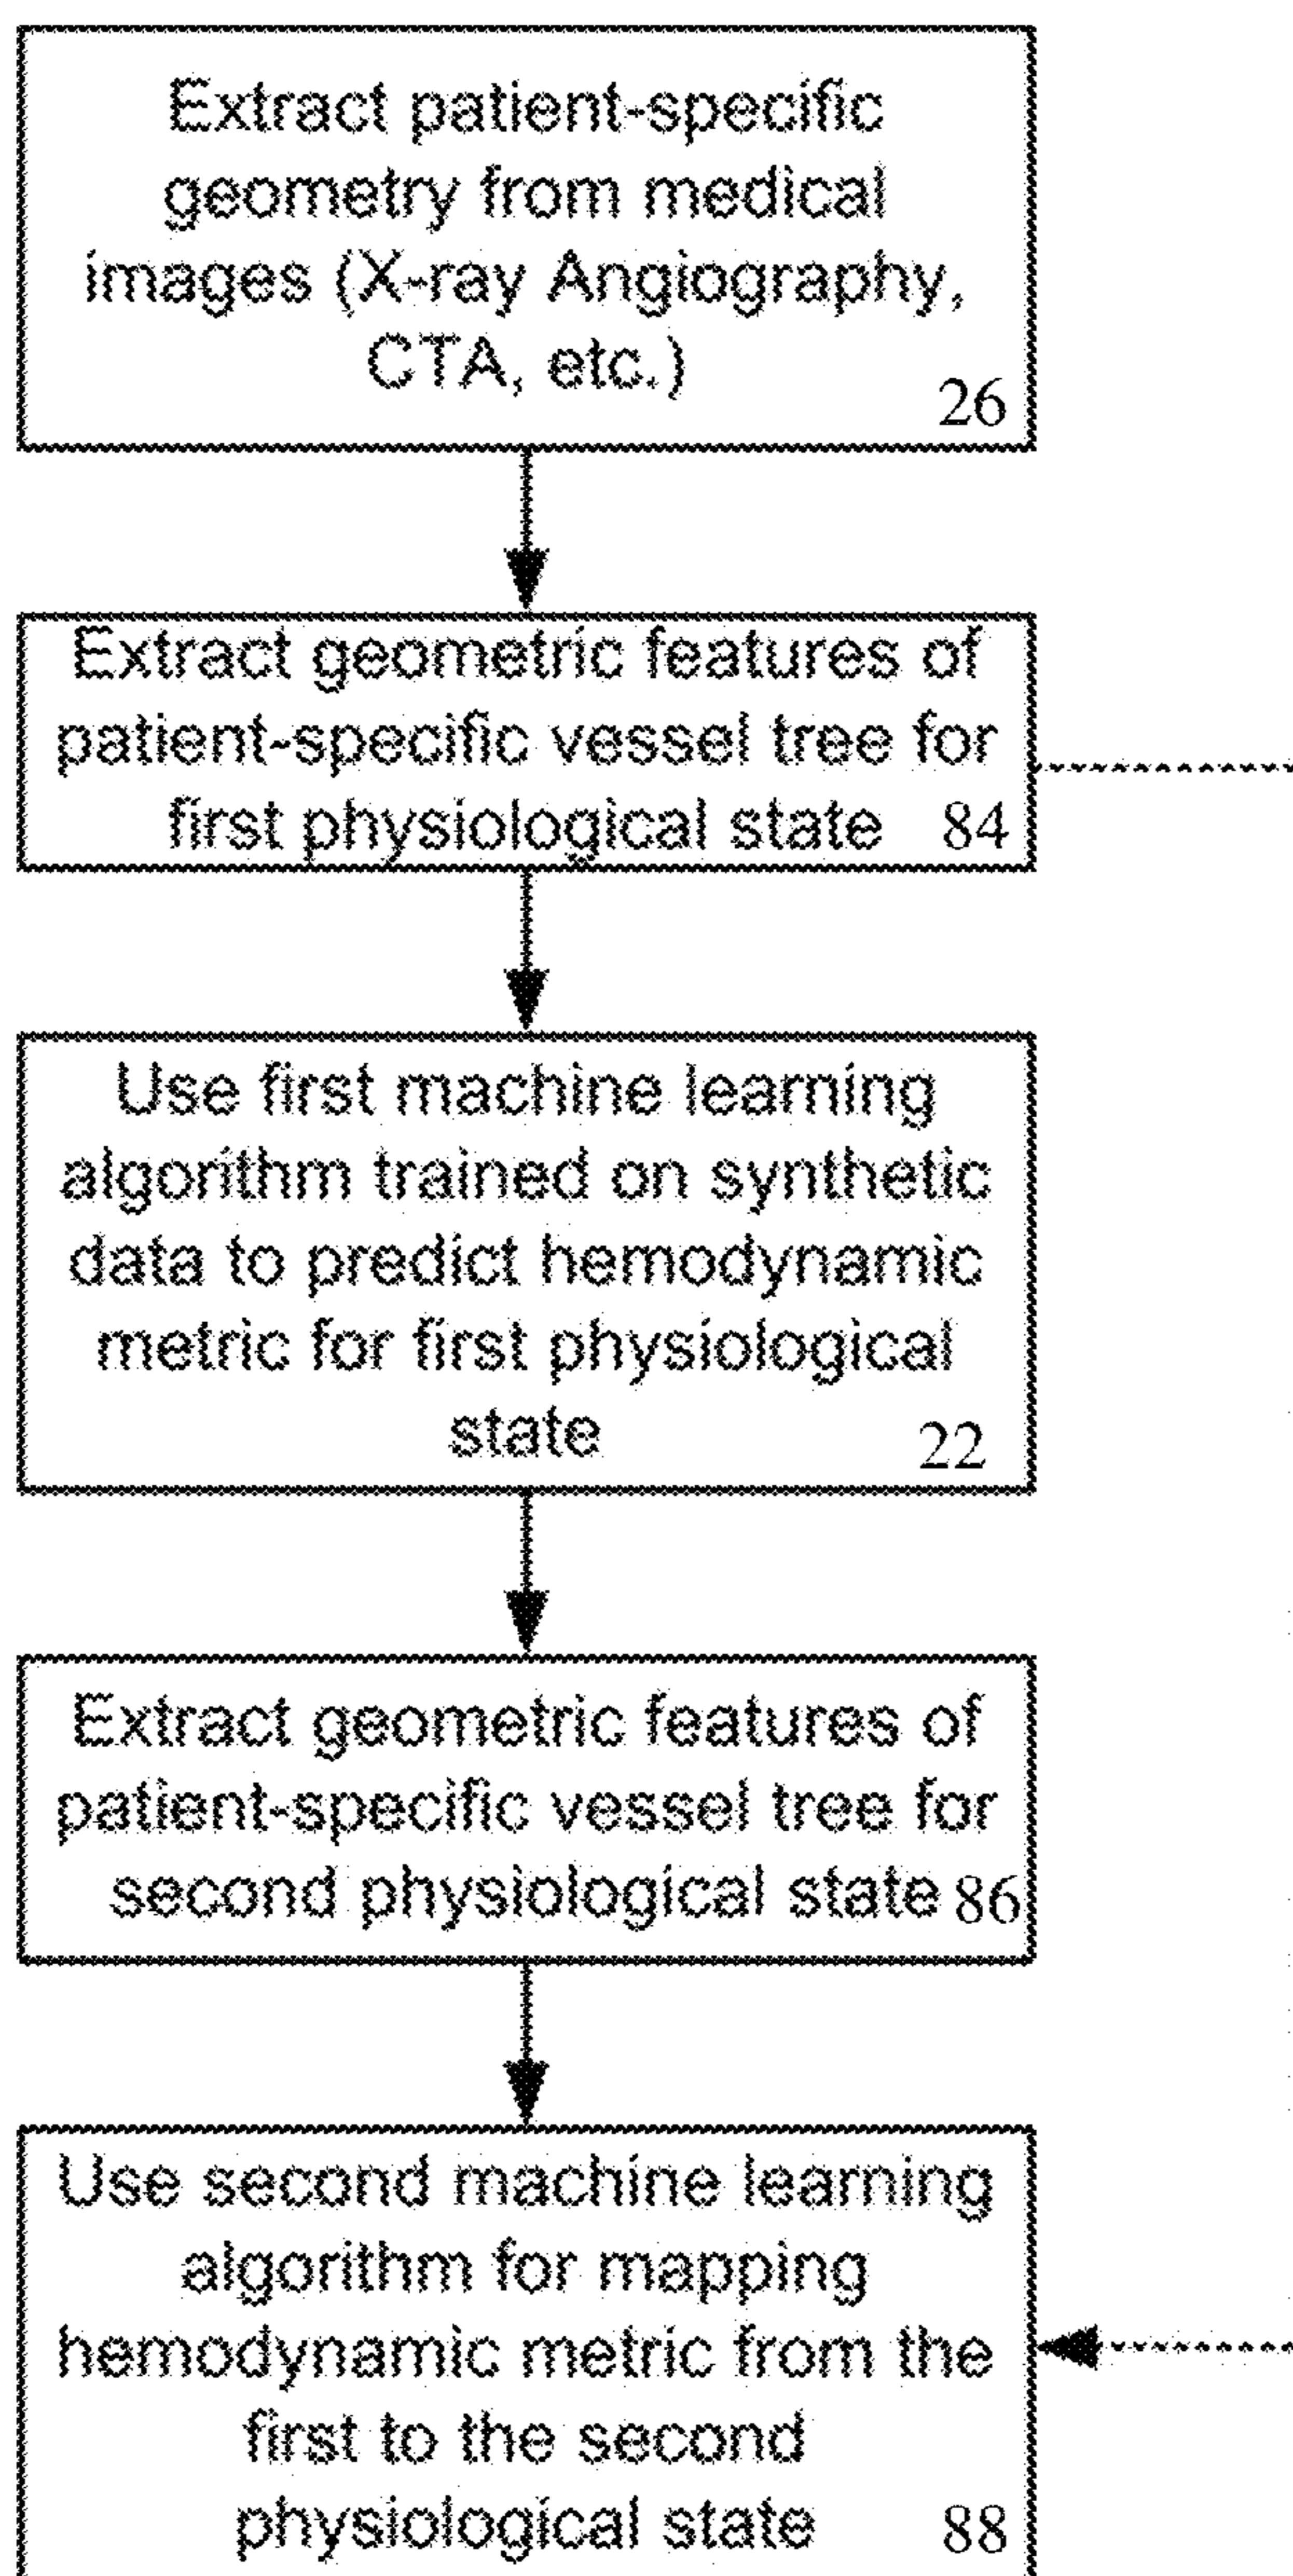 Extract patient-specific
geometry from medical
images (X-ray Angiography,
CTA, etc.)
26
Extract geometric features of
patient-specific vessel tree for
first physiological state 84
Use first machine learning
algorithm trained on synthetic
data to predict hemodynamic
metric for first physiological
state 22
Extract geometric features of
patient-specific vessel tree for
second physiological state 86
Use second machine learning
algorithm for mapping
hemodynamic metric from the
first to the second
physiological state 88